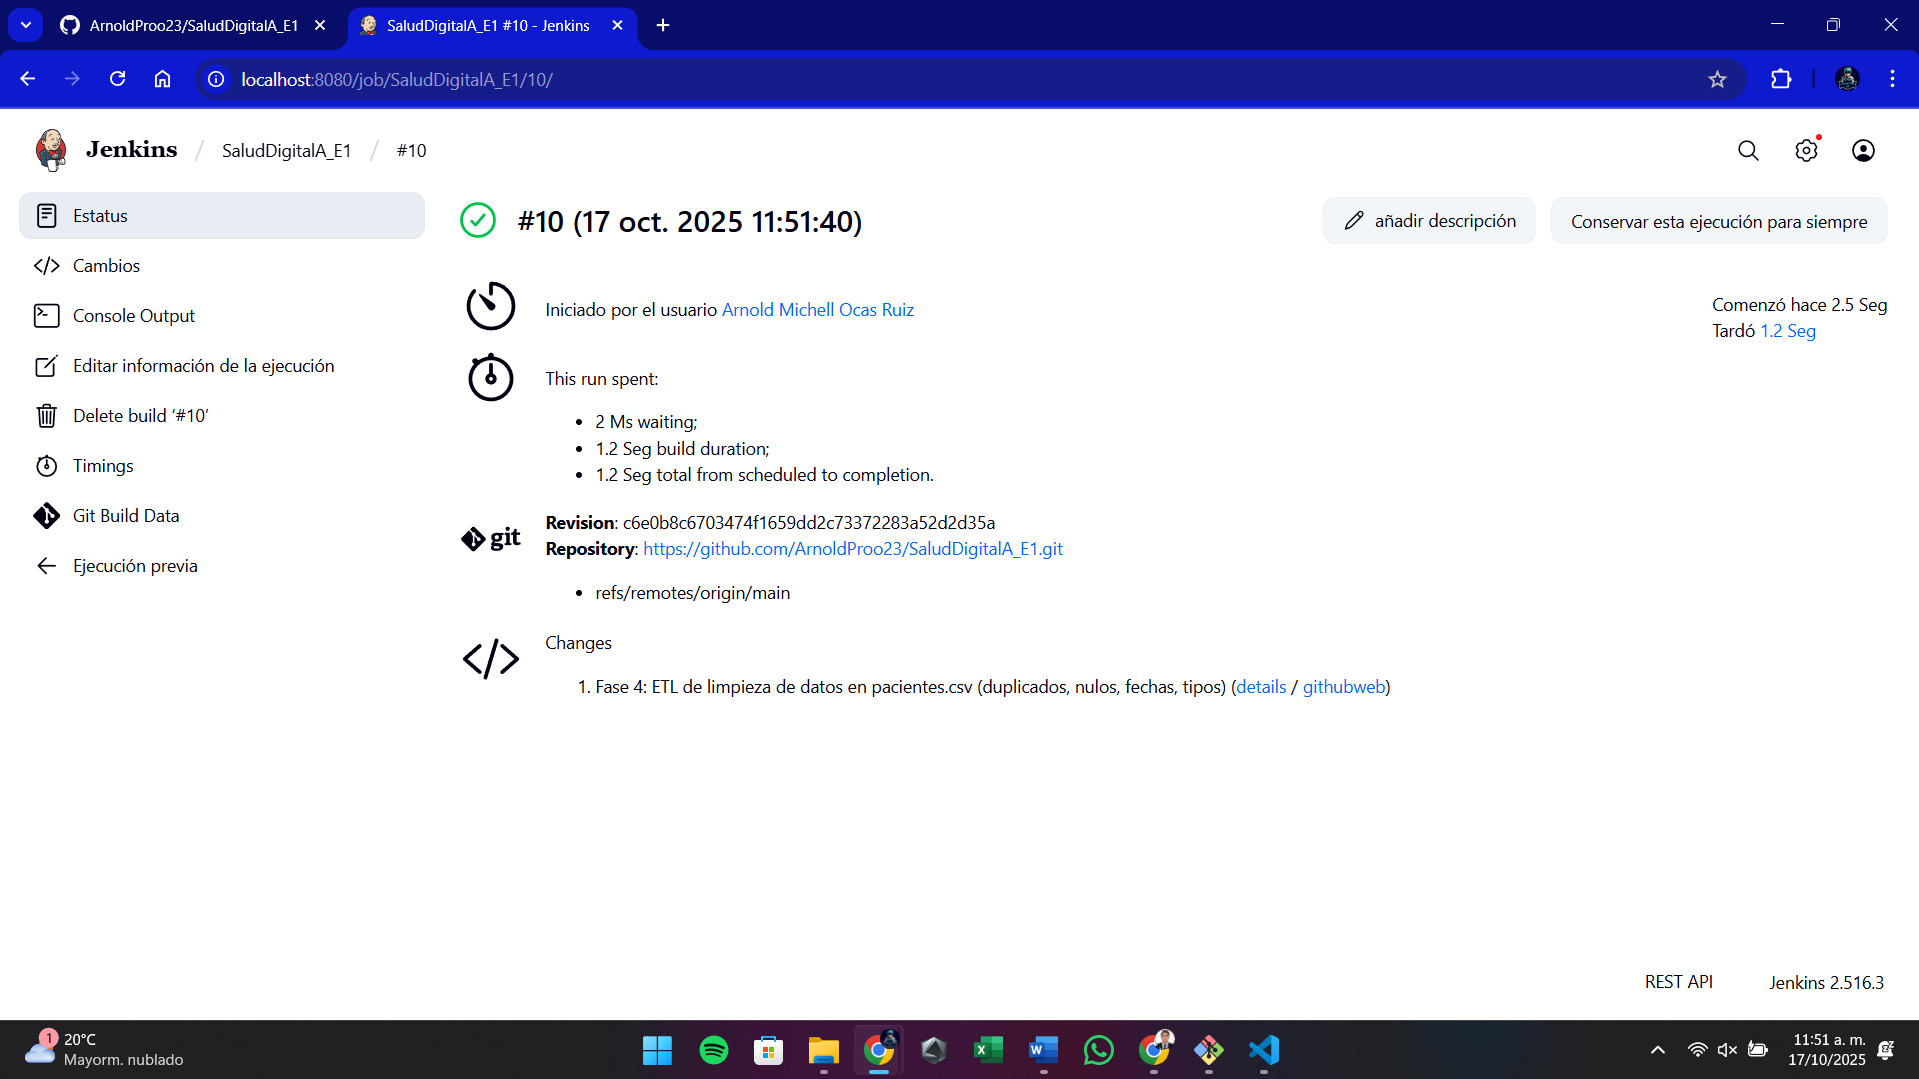 ArnoldProo23/SaludDigitalA_E1
SaludDigitalA_E1 #10 - Jenkins
localhost:8080/job/SaludDigitalA_E1/10/
Jenkins / SaludDigitalA_E1 / #10
Estatus
Cambios
Console Output
Editar información de la ejecución
Delete build ‘#10’
Timings
Git Build Data
Ejecución previa
#10 (17 oct. 2025 11:51:40)
añadir descripción
Conservar esta ejecución para siempre
Iniciado por el usuario Arnold Michell Ocas Ruiz
Comenzó hace 2.5 Seg
Tardó 1.2 Seg
This run spent:
• 2 Ms waiting;
• 1.2 Seg build duration;
• 1.2 Seg total from scheduled to completion.
git
Revision: c6e0b8c6703474f1659dd2c73372283a52d2d35a
Repository: https://github.com/ArnoldProo23/SaludDigitalA_E1.git
• refs/remotes/origin/main
Changes
1. Fase 4: ETL de limpieza de datos en pacientes.csv (duplicados, nulos, fechas, tipos) (details / githubweb)
REST API
Jenkins 2.516.3
1
20°C
Mayorm. nublado
11:51 a. m.
17/10/2025